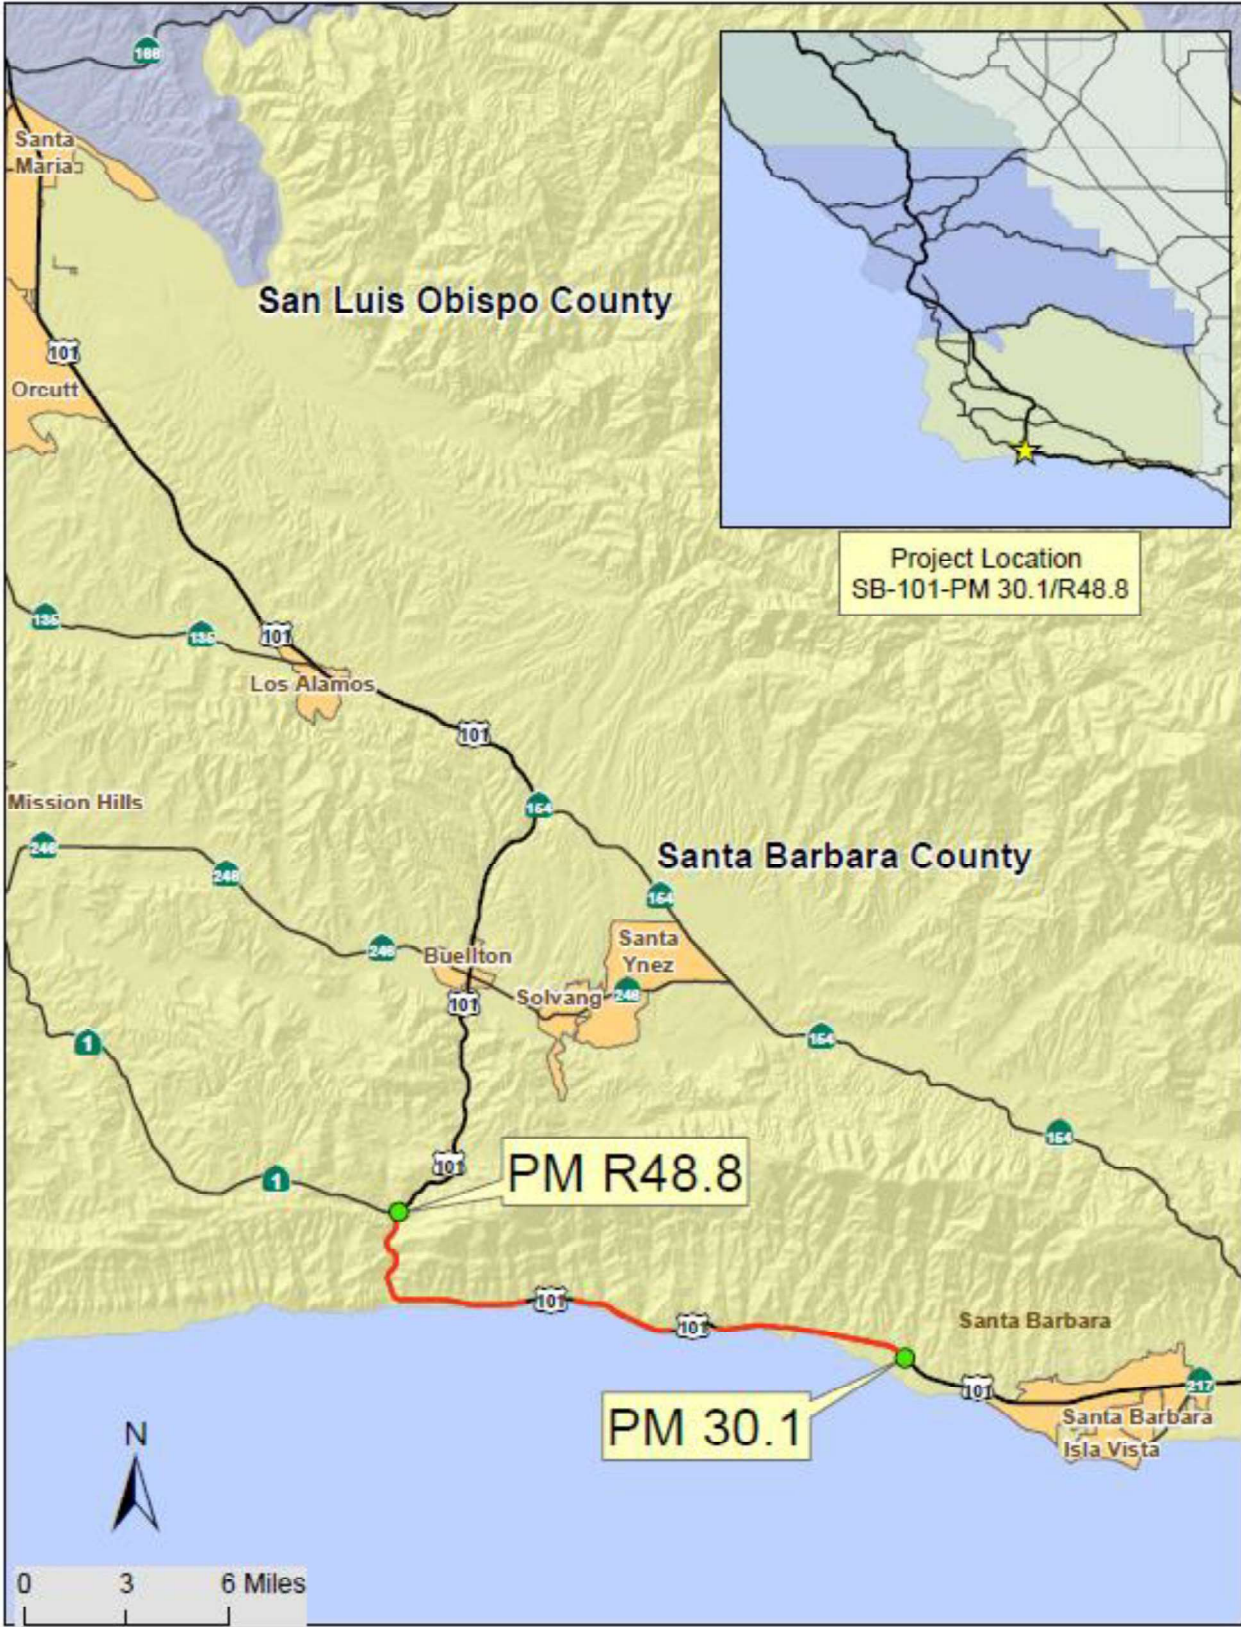 166
Santa
Maria
San Luis Obispo County
101
Orcutt
Project Location
SB-101-PM 30.1/R48.8
135
135
101
Los Alamos
101
Mission Hills
154
246
246
Santa Barbara County
154
246
Buellton
Santa
Ynez
101
Solvang
246
1
154
154
101
PM R48.8
1
101
101
Santa Barbara
PM 30.1
101
217
Santa Barbara
Isla Vista
N
0 3 6 Miles